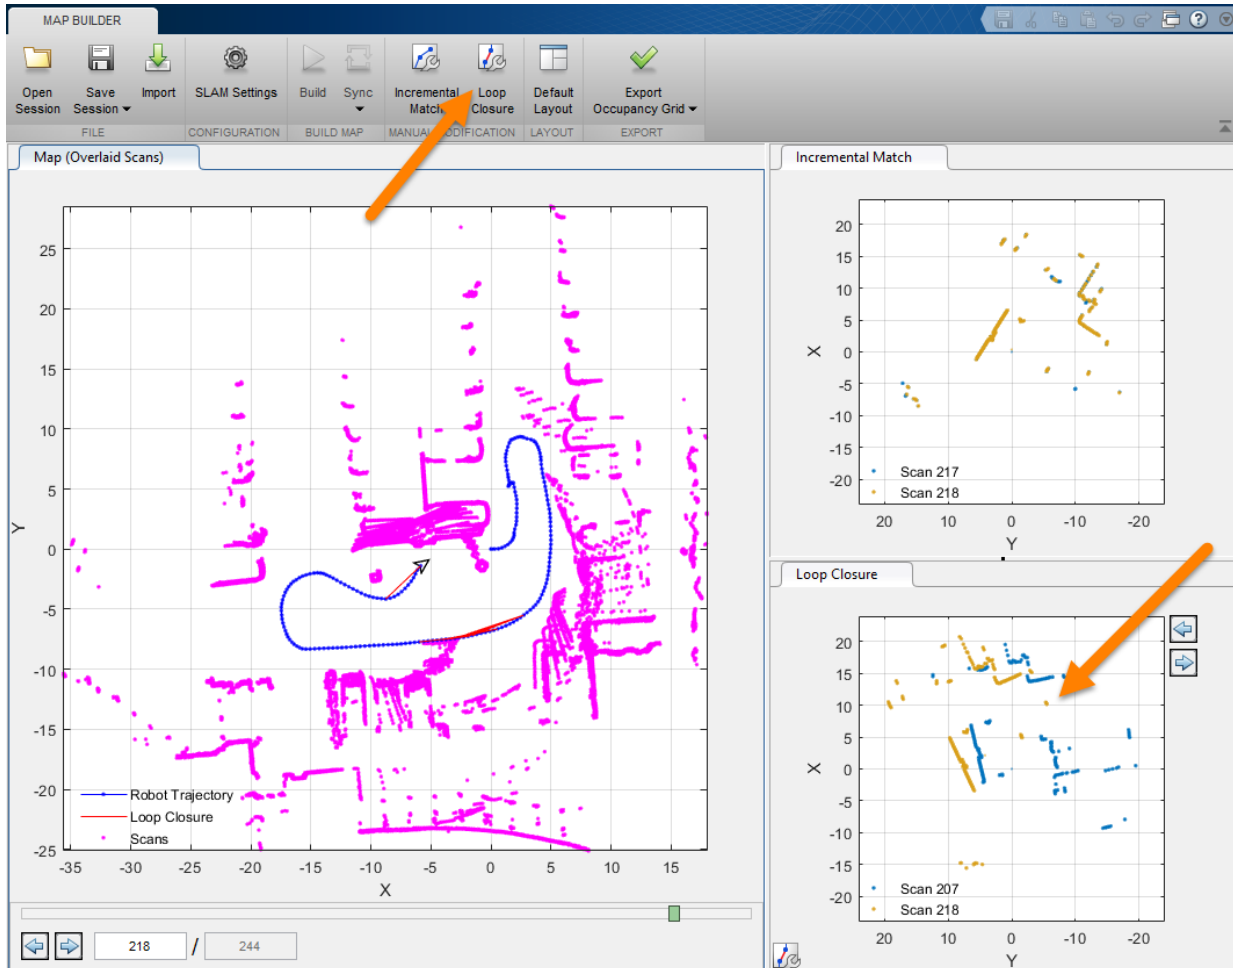 MAP BUILDER
Open Session
Save Session
Import
SLAM Settings
Build
Sync
Incremental Match
Loop Closure
Default Layout
Export Occupancy Grid
FILE
CONFIGURATION
BUILD MAP
MANUAL MODIFICATION
LAYOUT
EXPORT
Map (Overlaid Scans)
25
20
15
10
5
0
-5
-10
-15
-20
-25
Y
Robot Trajectory
Loop Closure
Scans
-35 -30 -25 -20 -15 -10 -5 0 5 10 15
X
218 / 244
Incremental Match
20
15
10
5
0
-5
-10
-15
-20
X
Scan 217
Scan 218
20 10 0 -10 -20
Y
Loop Closure
20
15
10
5
0
-5
-10
-15
-20
X
Scan 207
Scan 218
20 10 0 -10 -20
Y